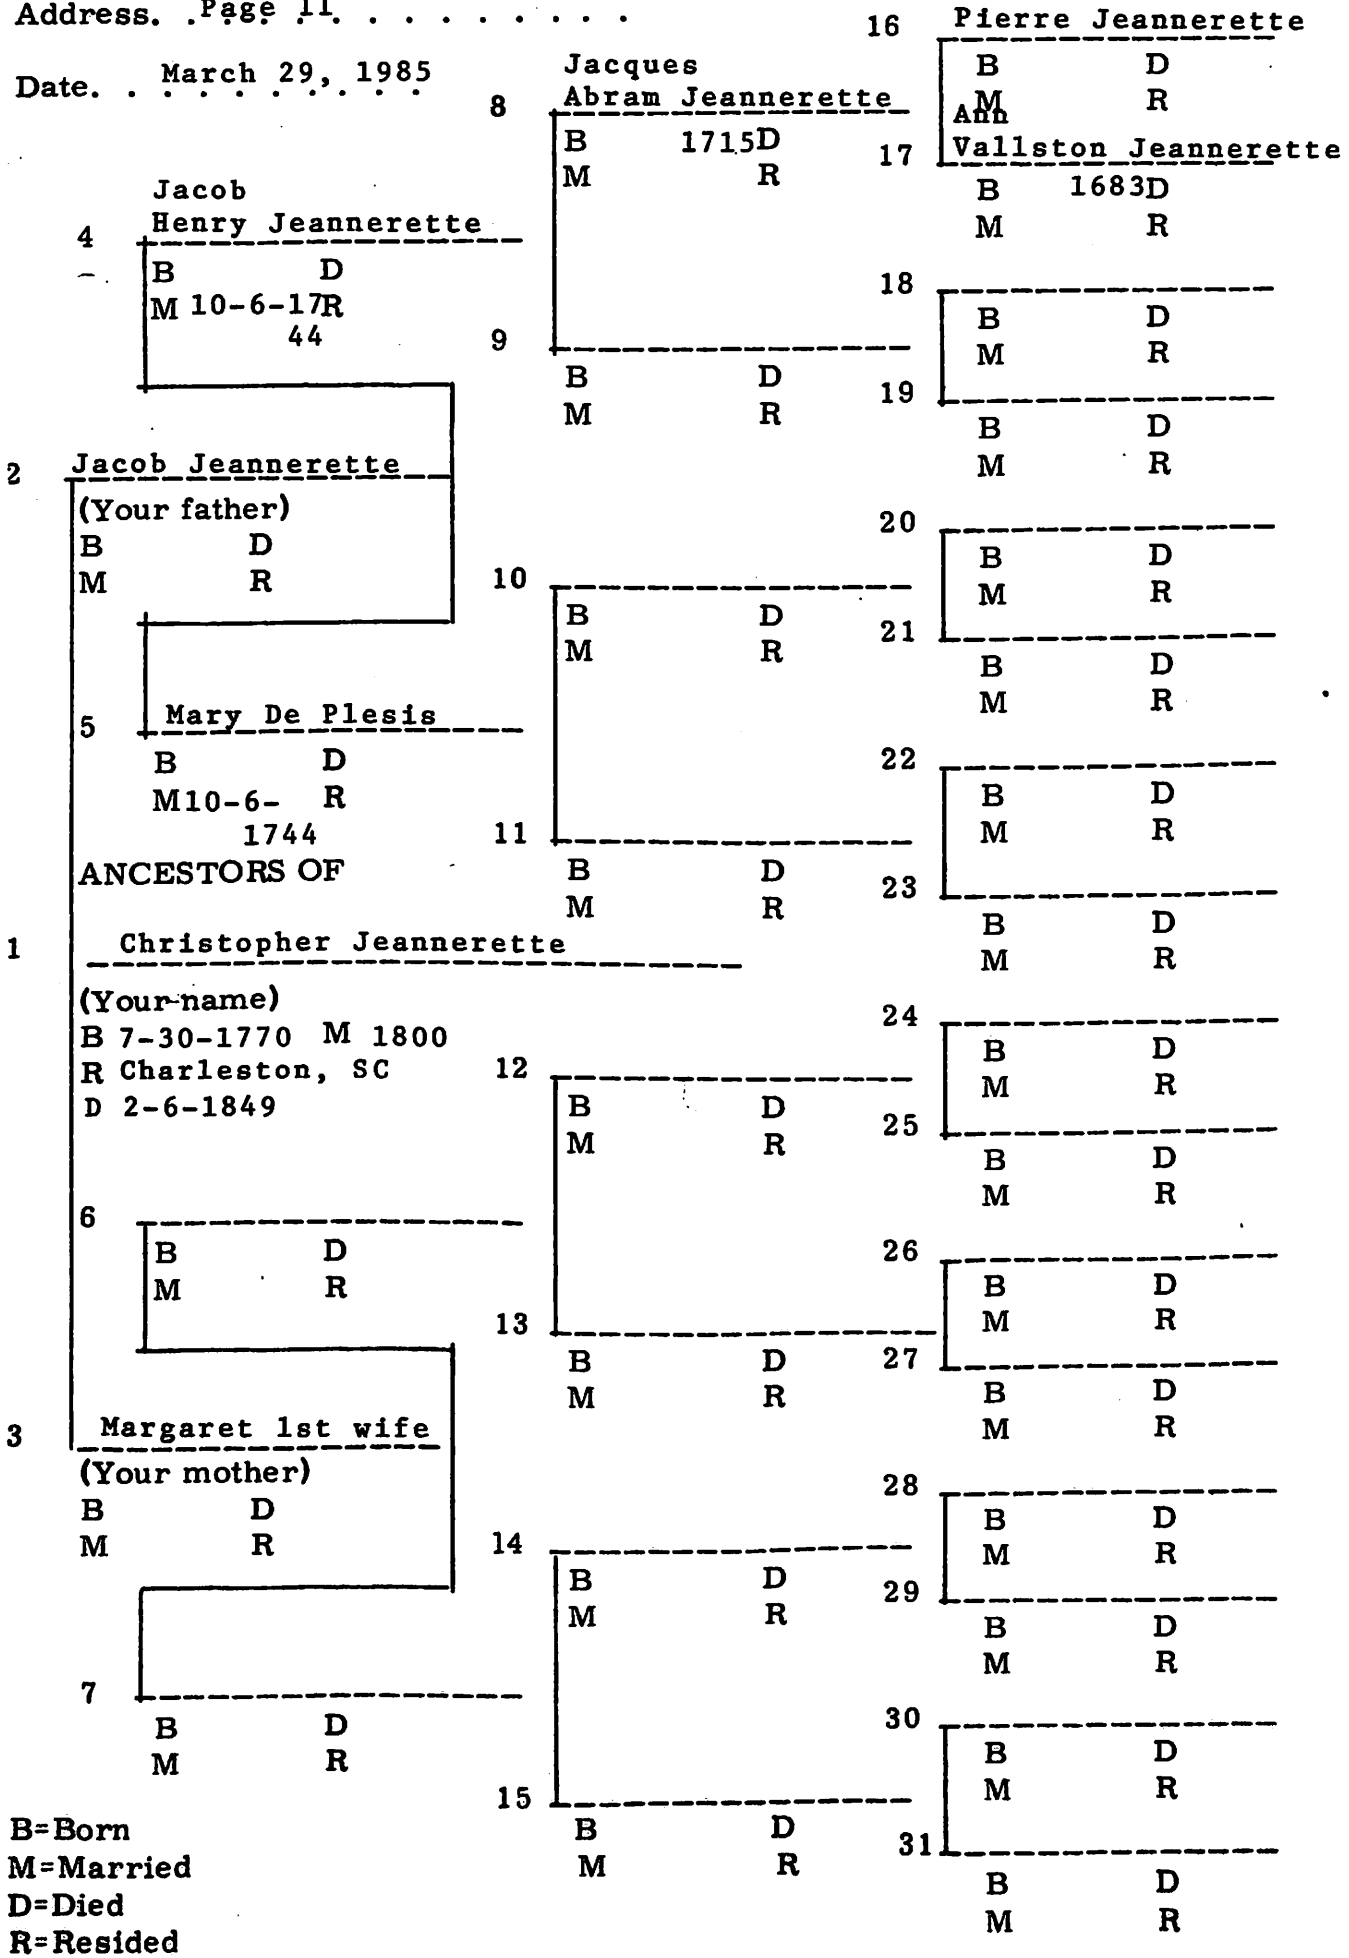 Address. . Page 11 . . . . . . . . . .
Date. . March 29, 1985
16 Pierre Jeannerette
B D
M R
Jacques
8 Abram Jeannerette
B 1715 D
M R
Ann
17 Vallston Jeannerette
B 1683 D
M R
Jacob
4 Henry Jeannerette
B D
M 10-6-17 R
44
18
B D
M R
9
B D
M R
19
B D
M R
2 Jacob Jeannerette
(Your father)
B D
M R
20
B D
M R
10
B D
M R
21
B D
M R
5 Mary De Plesis
B D
M 10-6- R
1744
22
B D
M R
11
B D
M R
23
B D
M R
ANCESTORS OF
1 Christopher Jeannerette
(Your name)
B 7-30-1770 M 1800
R Charleston, SC
D 2-6-1849
24
B D
M R
12
B D
M R
25
B D
M R
6
B D
M R
26
B D
M R
13
B D
M R
27
B D
M R
3 Margaret 1st wife
(Your mother)
B D
M R
28
B D
M R
14
B D
M R
29
B D
M R
7
B D
M R
30
B D
M R
15
B D
M R
31
B D
M R
B=Born
M=Married
D=Died
R=Resided